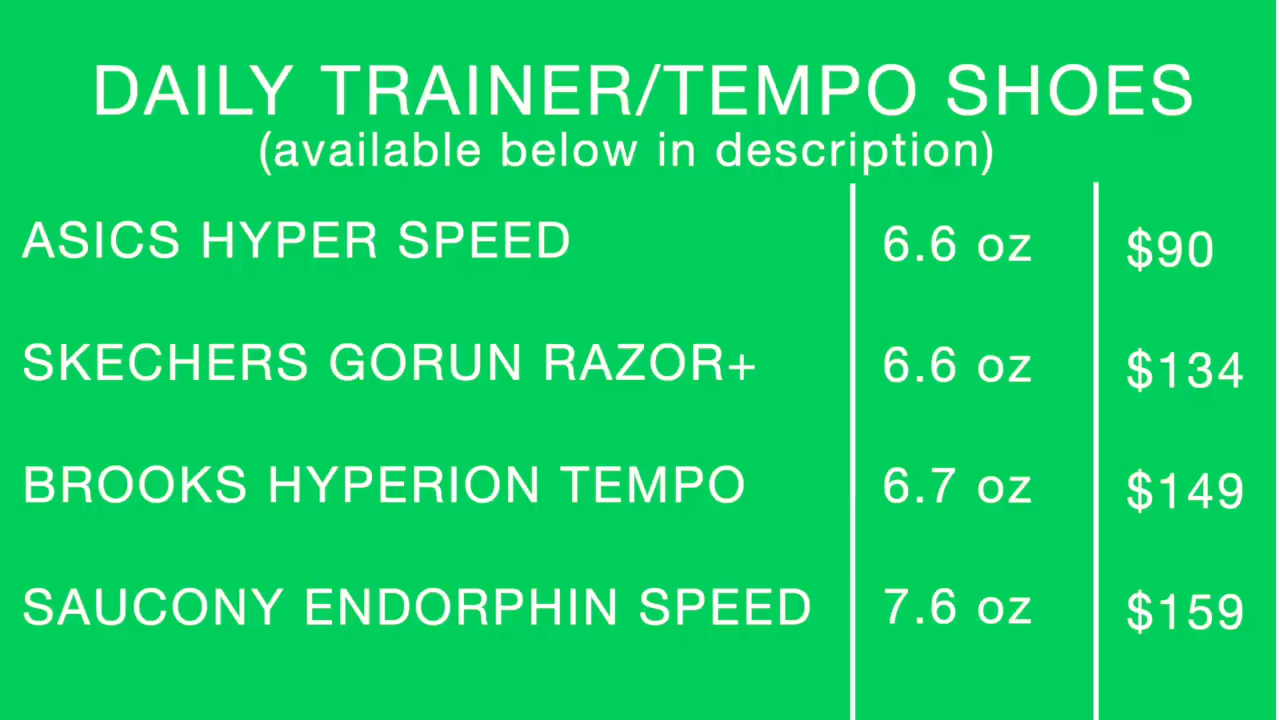 DAILY TRAINER/TEMPO SHOES
(available below in description)
ASICS HYPER SPEED 6.6 oz $90
SKECHERS GORUN RAZOR+ 6.6 oz $134
BROOKS HYPERION TEMPO 6.7 oz $149
SAUCONY ENDORPHIN SPEED 7.6 oz $159